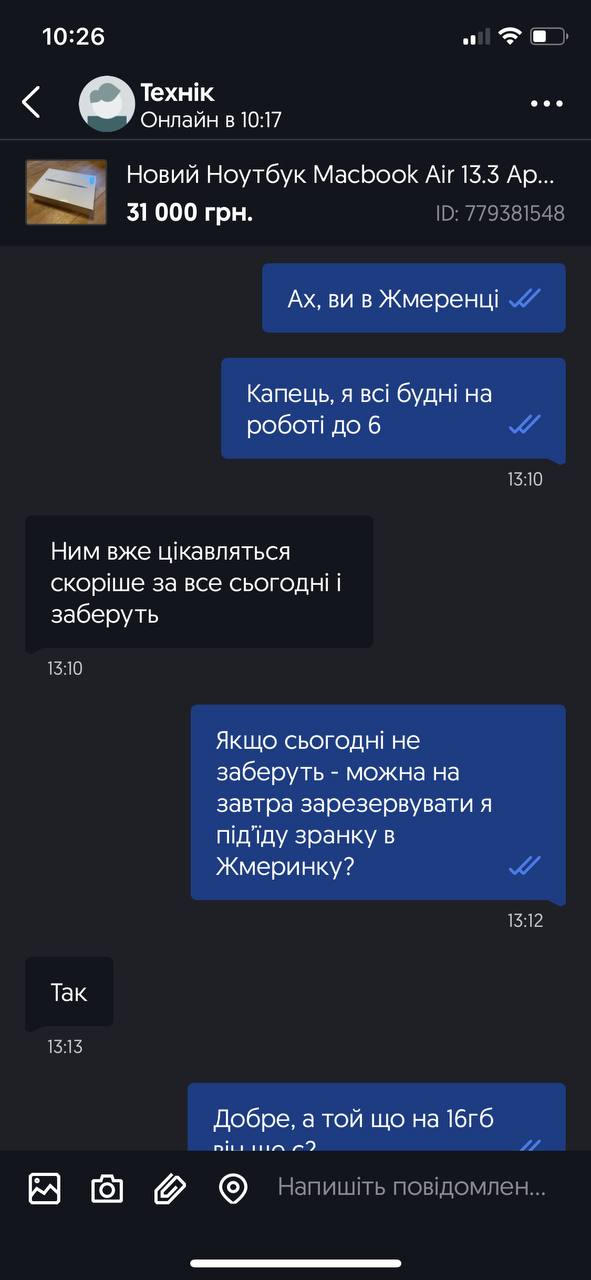 10:26
Технік
Онлайн в 10:17
Новий Ноутбук Macbook Air 13.3 Ap...
31 000 грн.
ID: 779381548
Ах, ви в Жмеренці
Капець, я всі будні на
роботі до 6
13:10
Ним вже цікавляться
скоріше за все сьогодні і
заберуть
13:10
Якщо сьогодні не
заберуть - можна на
завтра зарезервувати я
під’їду зранку в
Жмеринку?
13:12
Так
13:13
Добре, а той що на 16гб
він ще є?
Напишіть повідомлен...